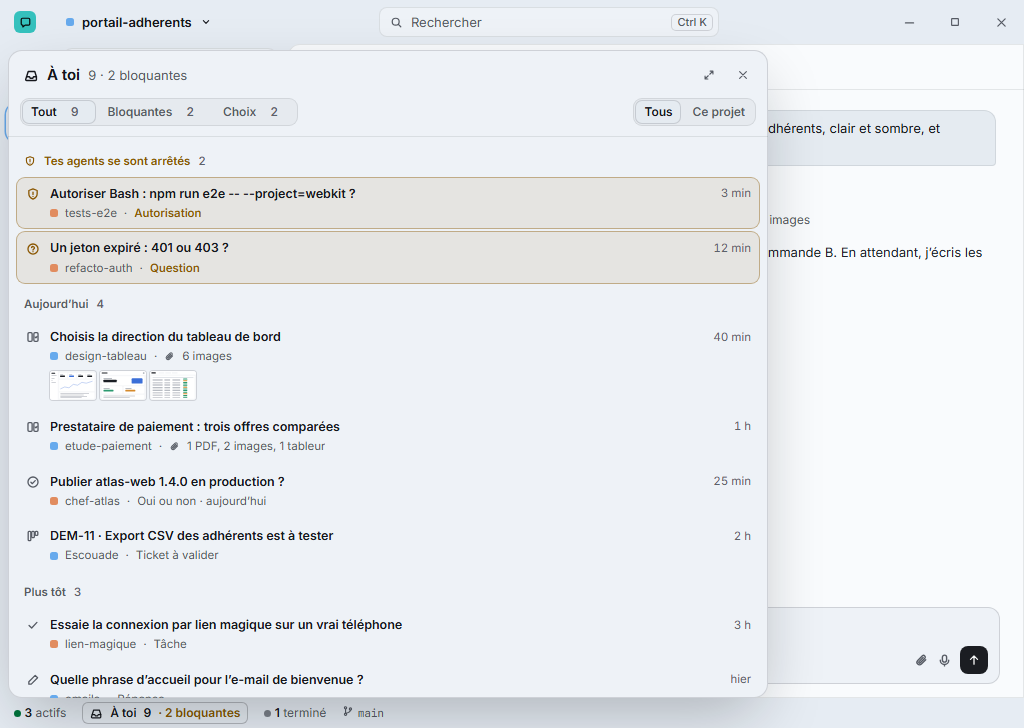 portail-adherents
Rechercher
Ctrl K
À toi 9 · 2 bloquantes
Tout 9 Bloquantes 2 Choix 2
Tous Ce projet
dhérents, clair et sombre, et
Tes agents se sont arrêtés 2
Autoriser Bash : npm run e2e -- --project=webkit ?
3 min
tests-e2e · Autorisation
images
Un jeton expiré : 401 ou 403 ?
12 min
mmande B. En attendant, j’écris les
refacto-auth · Question
Aujourd’hui 4
Choisis la direction du tableau de bord
40 min
design-tableau · 6 images
Prestataire de paiement : trois offres comparées
1 h
etude-paiement · 1 PDF, 2 images, 1 tableur
Publier atlas-web 1.4.0 en production ?
25 min
chef-atlas · Oui ou non · aujourd’hui
DEM-11 · Export CSV des adhérents est à tester
2 h
Escouade · Ticket à valider
Plus tôt 3
Essaie la connexion par lien magique sur un vrai téléphone
3 h
lien-magique · Tâche
Quelle phrase d’accueil pour l’e-mail de bienvenue ?
hier
3 actifs
À toi 9 · 2 bloquantes
1 terminé
main